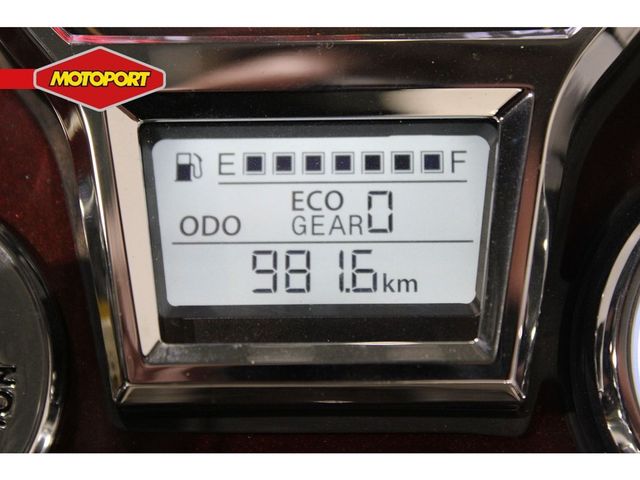 MOTOPORT
E F
ECO
ODO GEAR 0
981.6 km